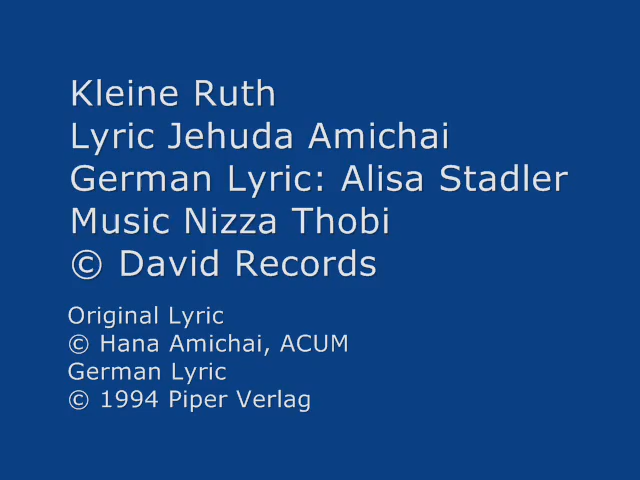 Kleine Ruth
Lyric Jehuda Amichai
German Lyric: Alisa Stadler
Music Nizza Thobi
© David Records
Original Lyric
© Hana Amichai, ACUM
German Lyric
© 1994 Piper Verlag